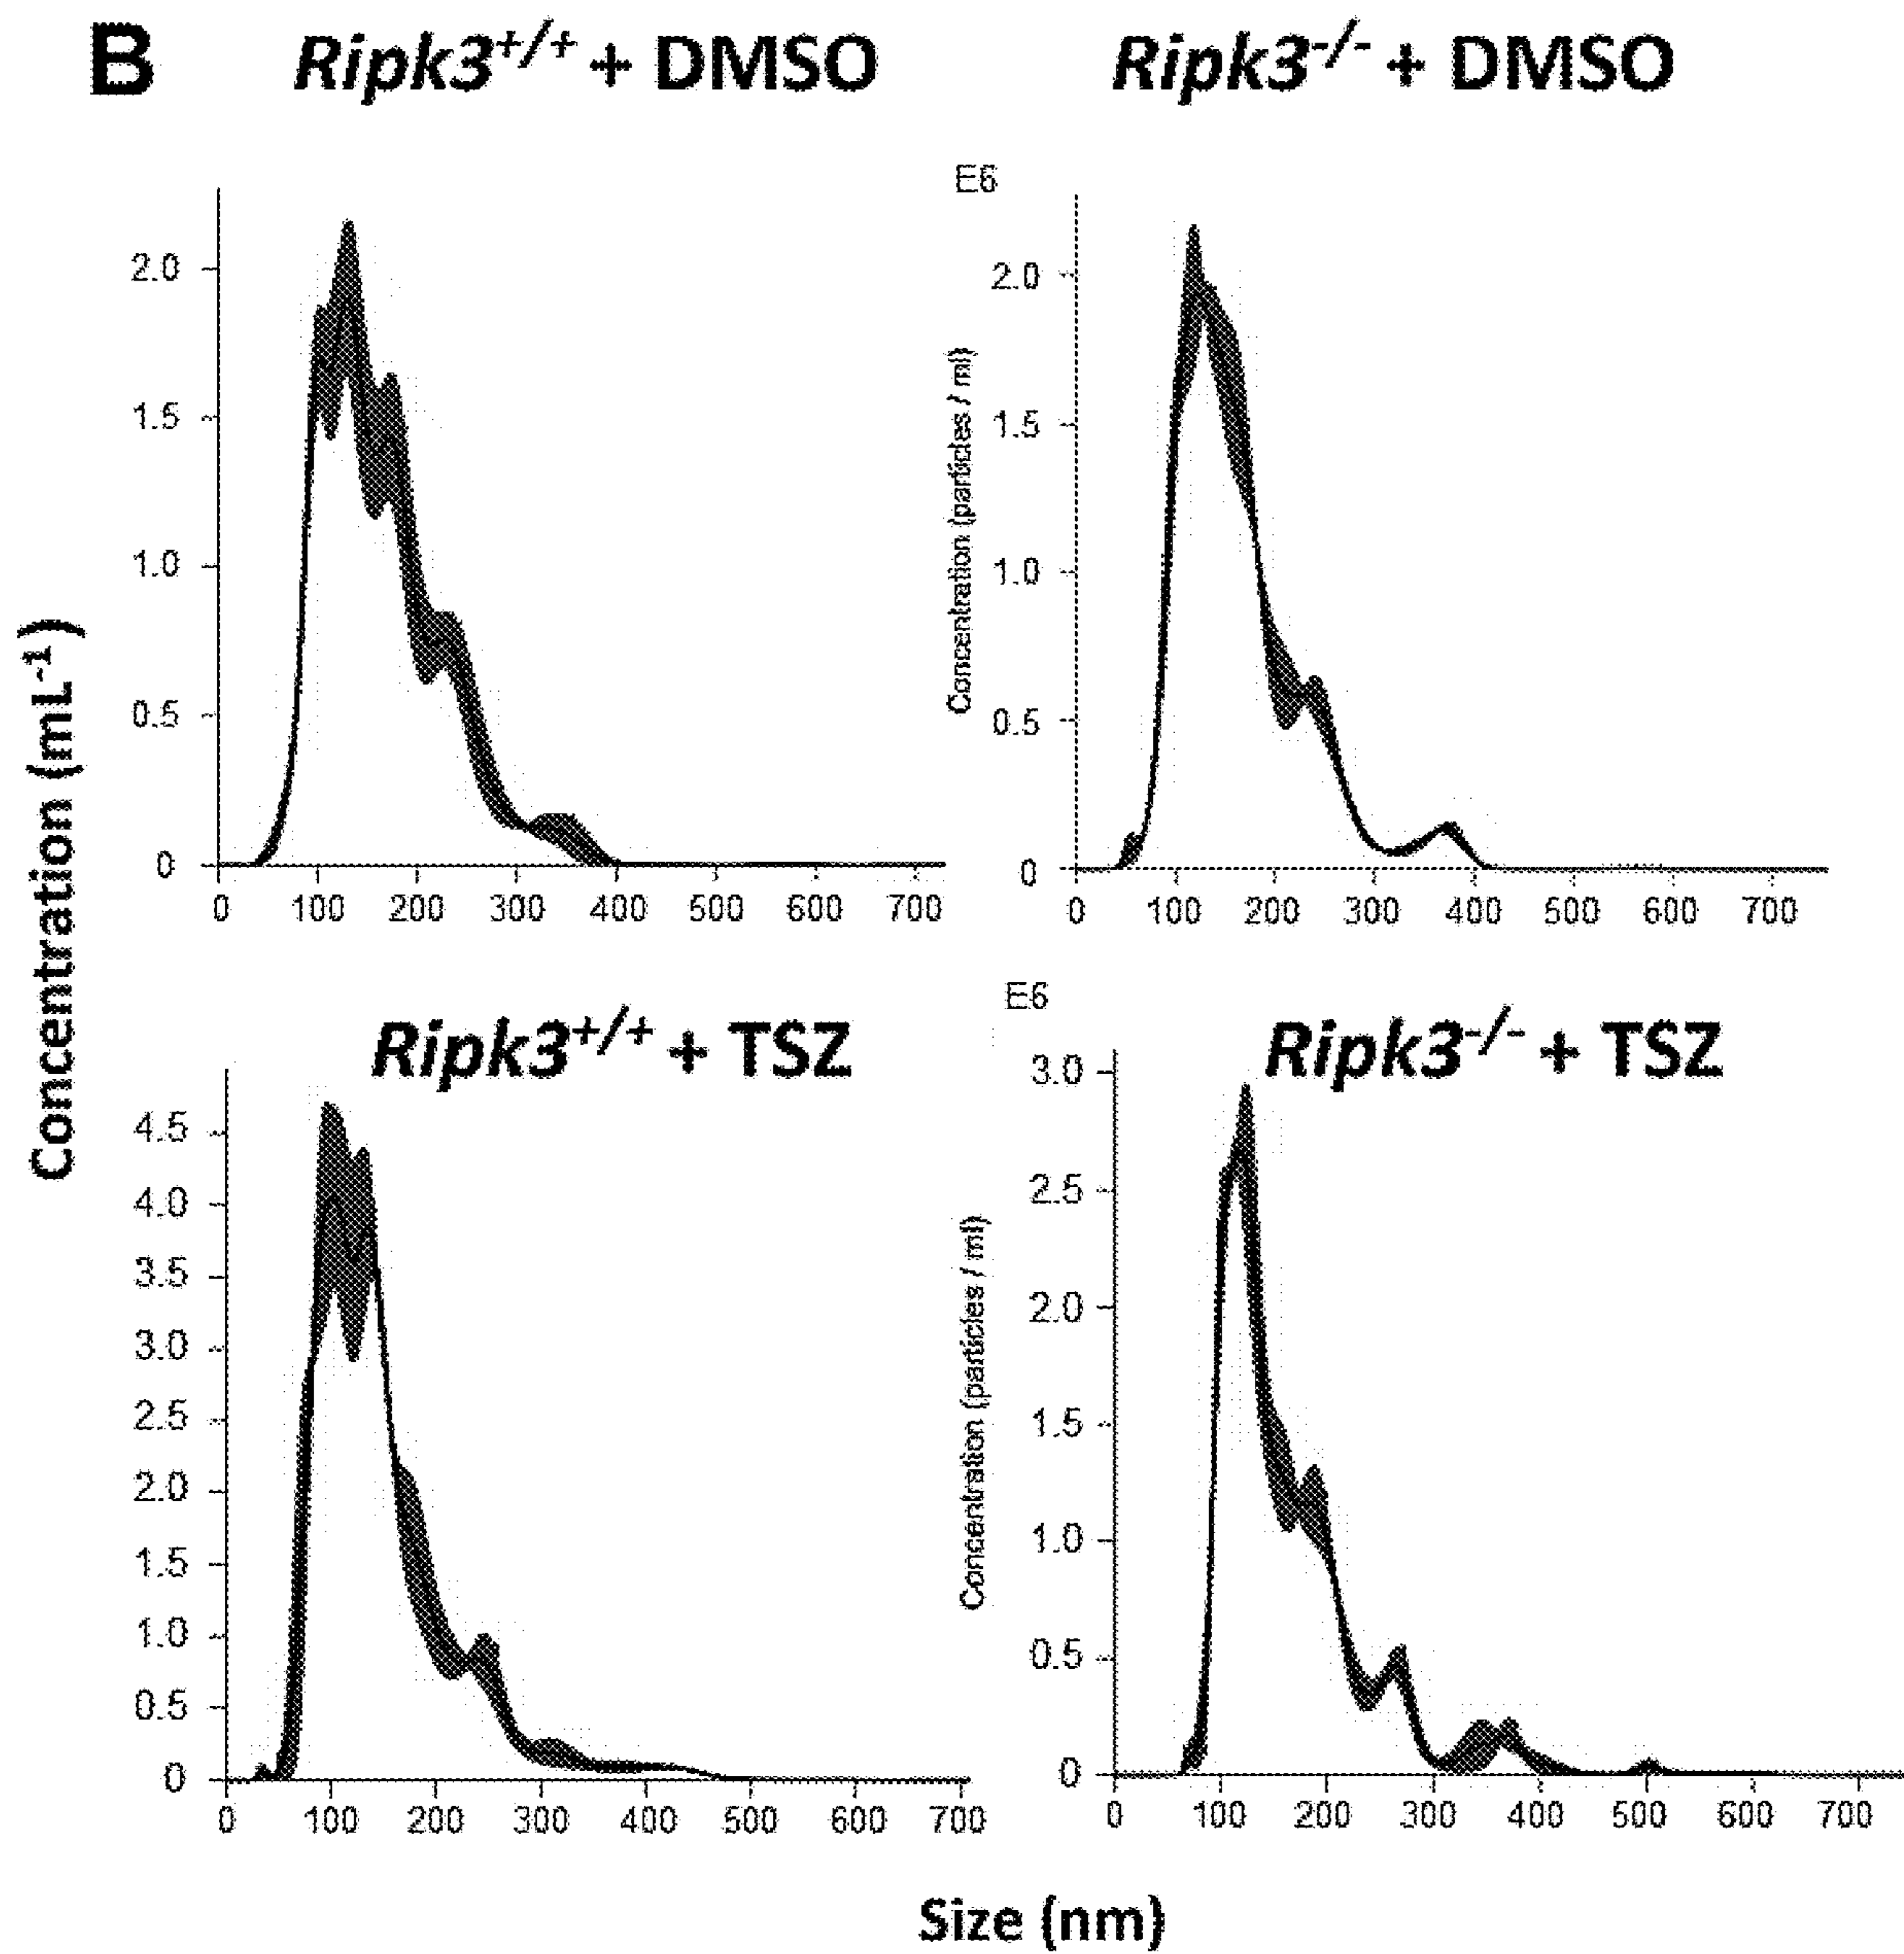 B
Ripk3+/+ + DMSO
Ripk3-/- + DMSO
Concentration (mL-1)
2.0
1.5
1.0
0.5
0
0 100 200 300 400 500 600 700
E6
Concentration (particles / ml)
2.0
1.5
1.0
0.5
0
0 100 200 300 400 500 600 700
Ripk3+/+ + TSZ
4.5
4.0
3.5
3.0
2.5
2.0
1.5
1.0
0.5
0
0 100 200 300 400 500 600 700
E6
Ripk3-/- + TSZ
Concentration (particles / ml)
3.0
2.5
2.0
1.5
1.0
0.5
0
0 100 200 300 400 500 600 700
Size (nm)